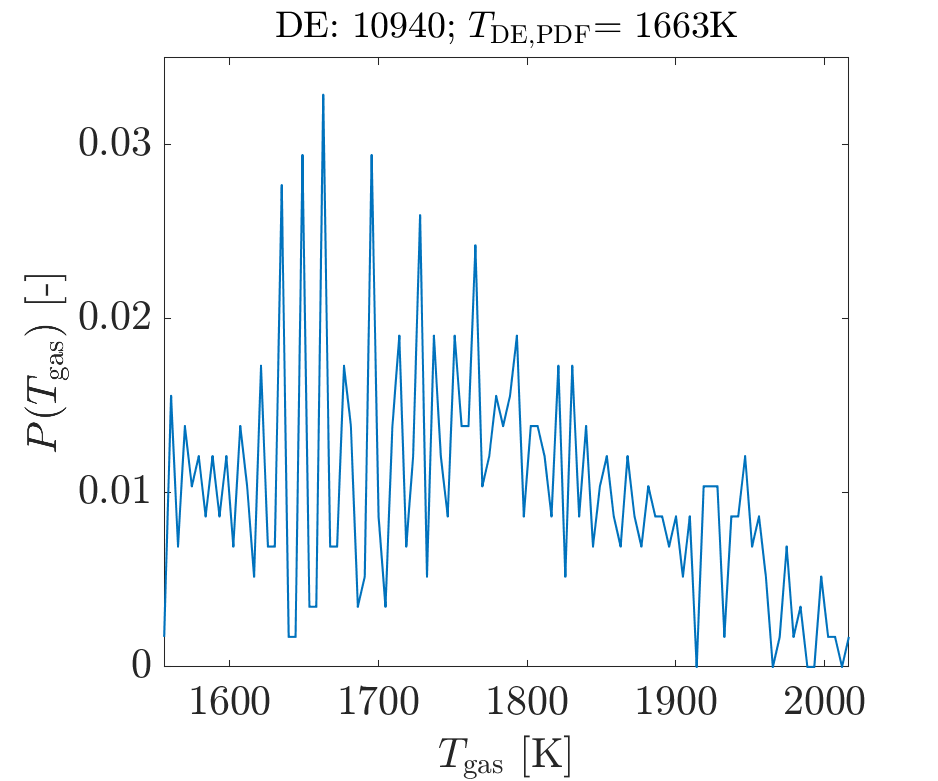 DE: 10940; T_DE,PDF= 1663K
P(T_gas) [-]
0.03
0.02
0.01
0
1600 1700 1800 1900 2000
T_gas [K]